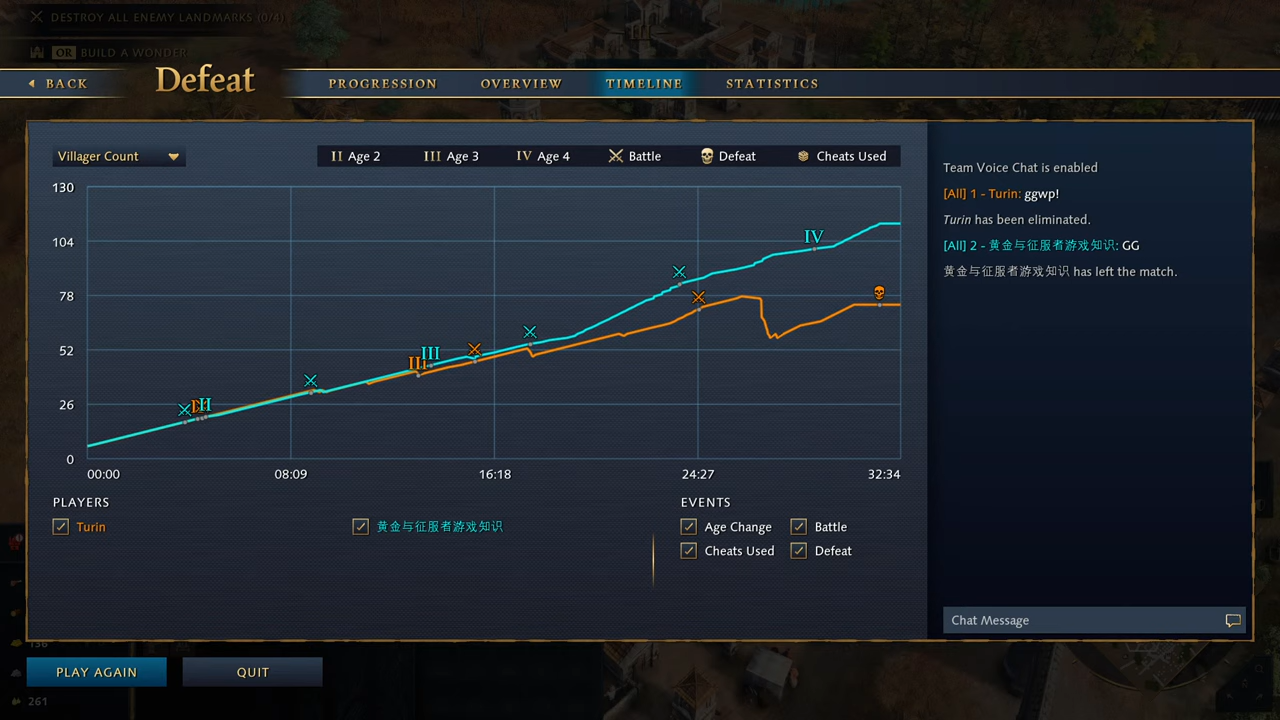 DESTROY ALL ENEMY LANDMARKS (0/4)
OR BUILD A WONDER
BACK
Defeat
PROGRESSION OVERVIEW TIMELINE STATISTICS
Villager Count
II Age 2 III Age 3 IV Age 4 Battle Defeat Cheats Used
130
104
78
52
26
0
IV
III
III
II
00:00 08:09 16:18 24:27 32:34
PLAYERS
Turin 黄金与征服者游戏知识
EVENTS
Age Change Battle
Cheats Used Defeat
Team Voice Chat is enabled
[All] 1 - Turin: ggwp!
Turin has been eliminated.
[All] 2 - 黄金与征服者游戏知识: GG
黄金与征服者游戏知识 has left the match.
Chat Message
PLAY AGAIN QUIT
261